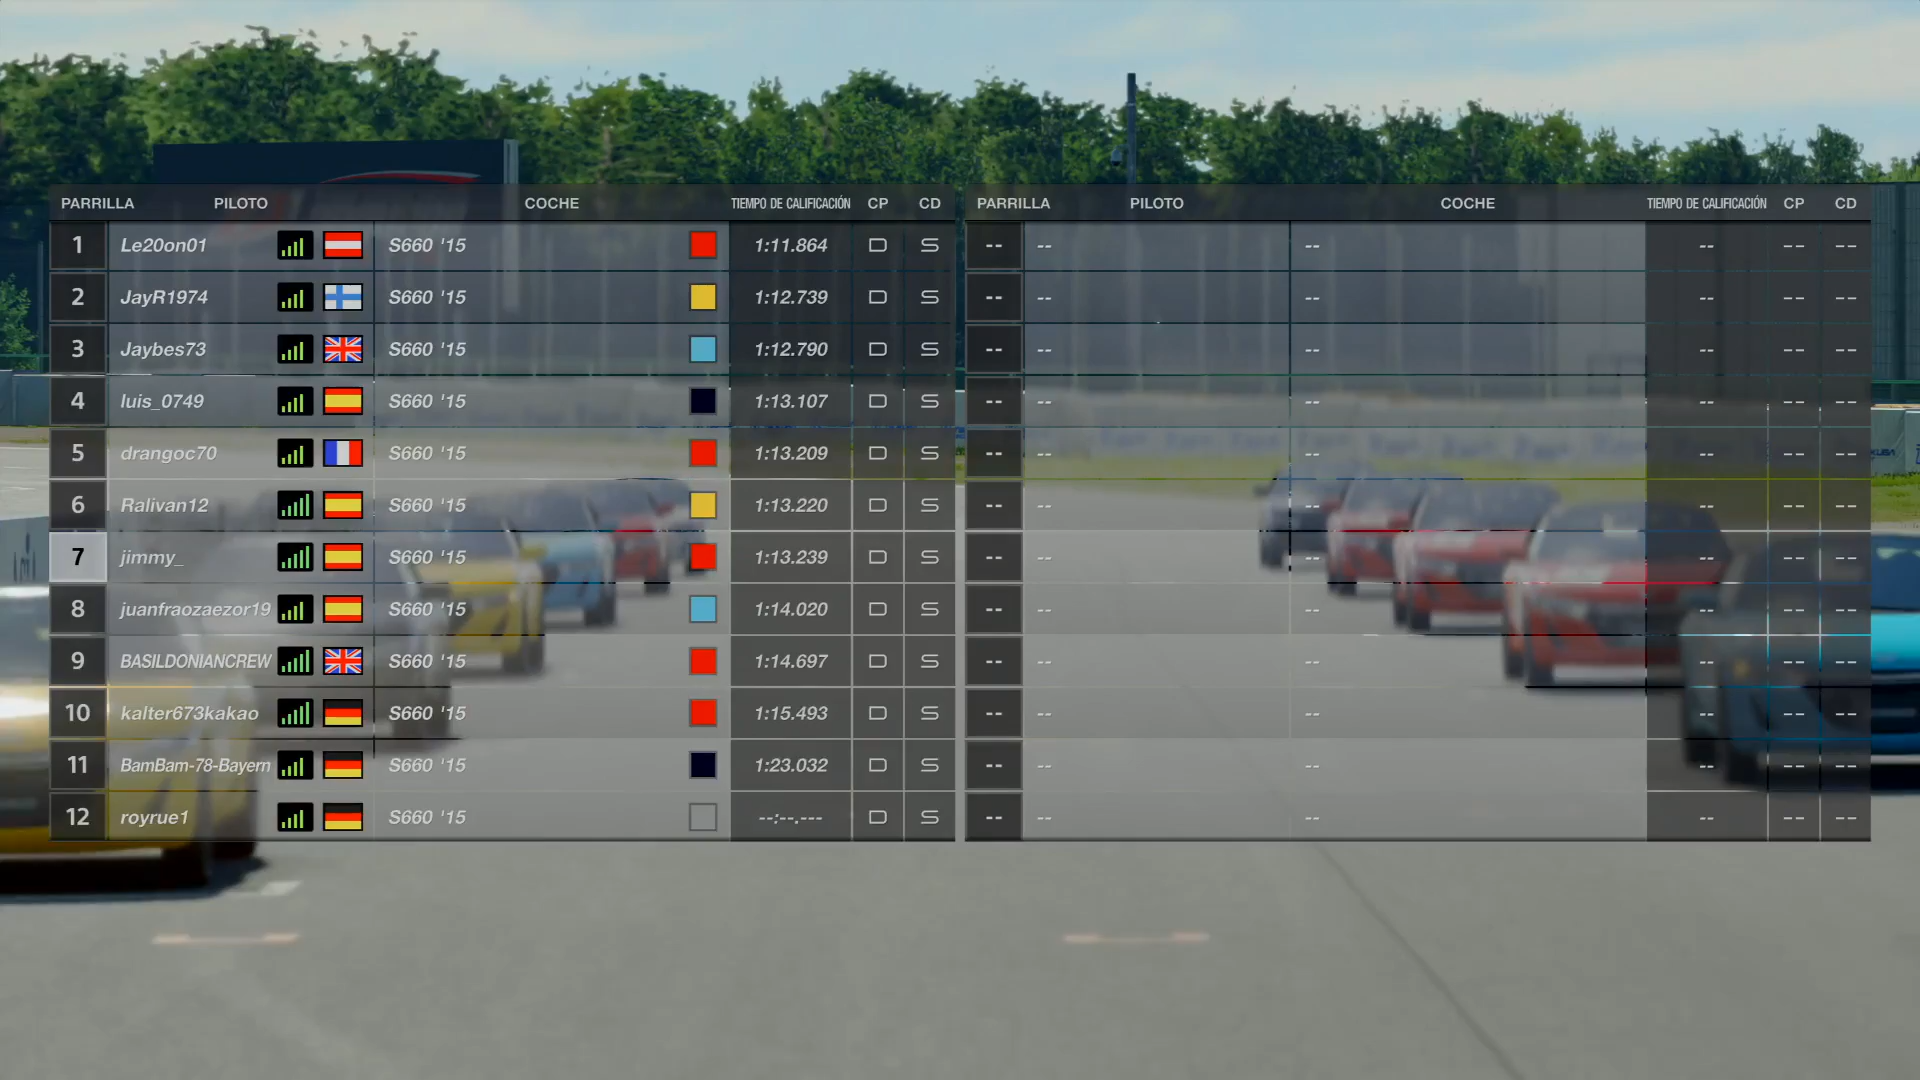 PARRILLA PILOTO COCHE TIEMPO DE CALIFICACIÓN CP CD
1 Le20on01 S660 '15 1:11.864 D S
2 JayR1974 S660 '15 1:12.739 D S
3 Jaybes73 S660 '15 1:12.790 D S
4 luis_0749 S660 '15 1:13.107 D S
5 drangoc70 S660 '15 1:13.209 D S
6 Ralivan12 S660 '15 1:13.220 D S
7 jimmy_ S660 '15 1:13.239 D S
8 juanfraozaezor19 S660 '15 1:14.020 D S
9 BASILDONIANCREW S660 '15 1:14.697 D S
10 kalter673kakao S660 '15 1:15.493 D S
11 BamBam-78-Bayern S660 '15 1:23.032 D S
12 royrue1 S660 '15 --:--.--- D S
PARRILLA PILOTO COCHE TIEMPO DE CALIFICACIÓN CP CD
-- -- -- -- -- --
-- -- -- -- -- --
-- -- -- -- -- --
-- -- -- -- -- --
-- -- -- -- -- --
-- -- -- -- -- --
-- -- -- -- -- --
-- -- -- -- -- --
-- -- -- -- -- --
-- -- -- -- -- --
-- -- -- -- -- --
-- -- -- -- -- --